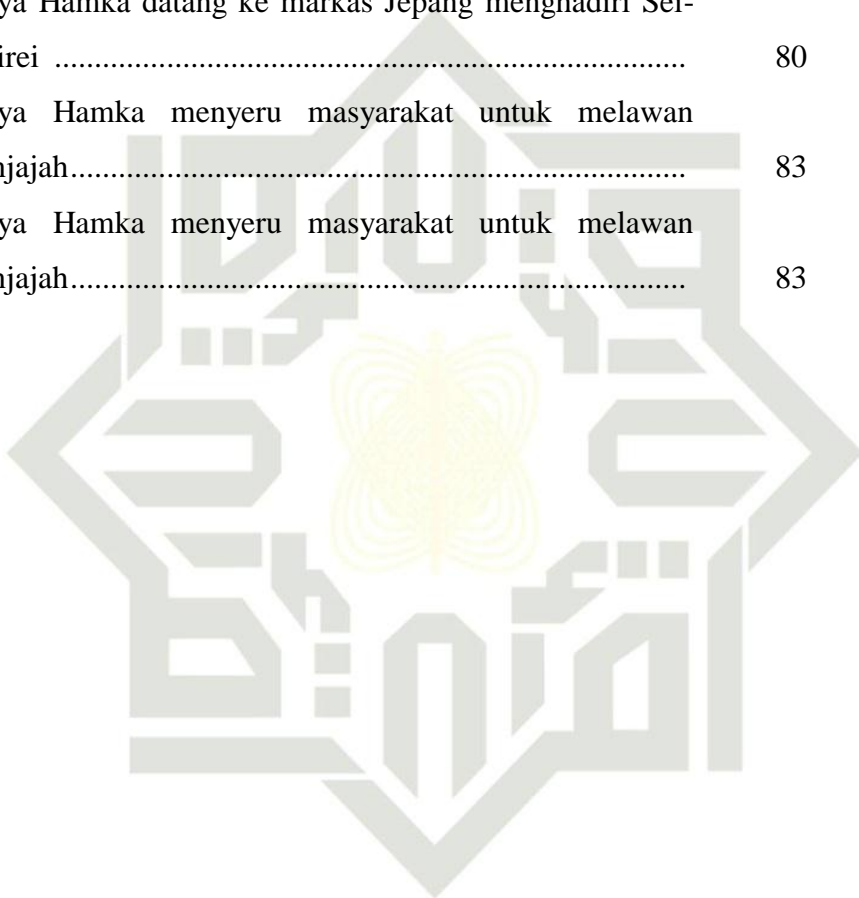 ya Hamka datang ke markas Jepang menghadiri Sei-
irei ........................................................................... 80
ya Hamka menyeru masyarakat untuk melawan
njajah......................................................................... 83
ya Hamka menyeru masyarakat untuk melawan
njajah......................................................................... 83